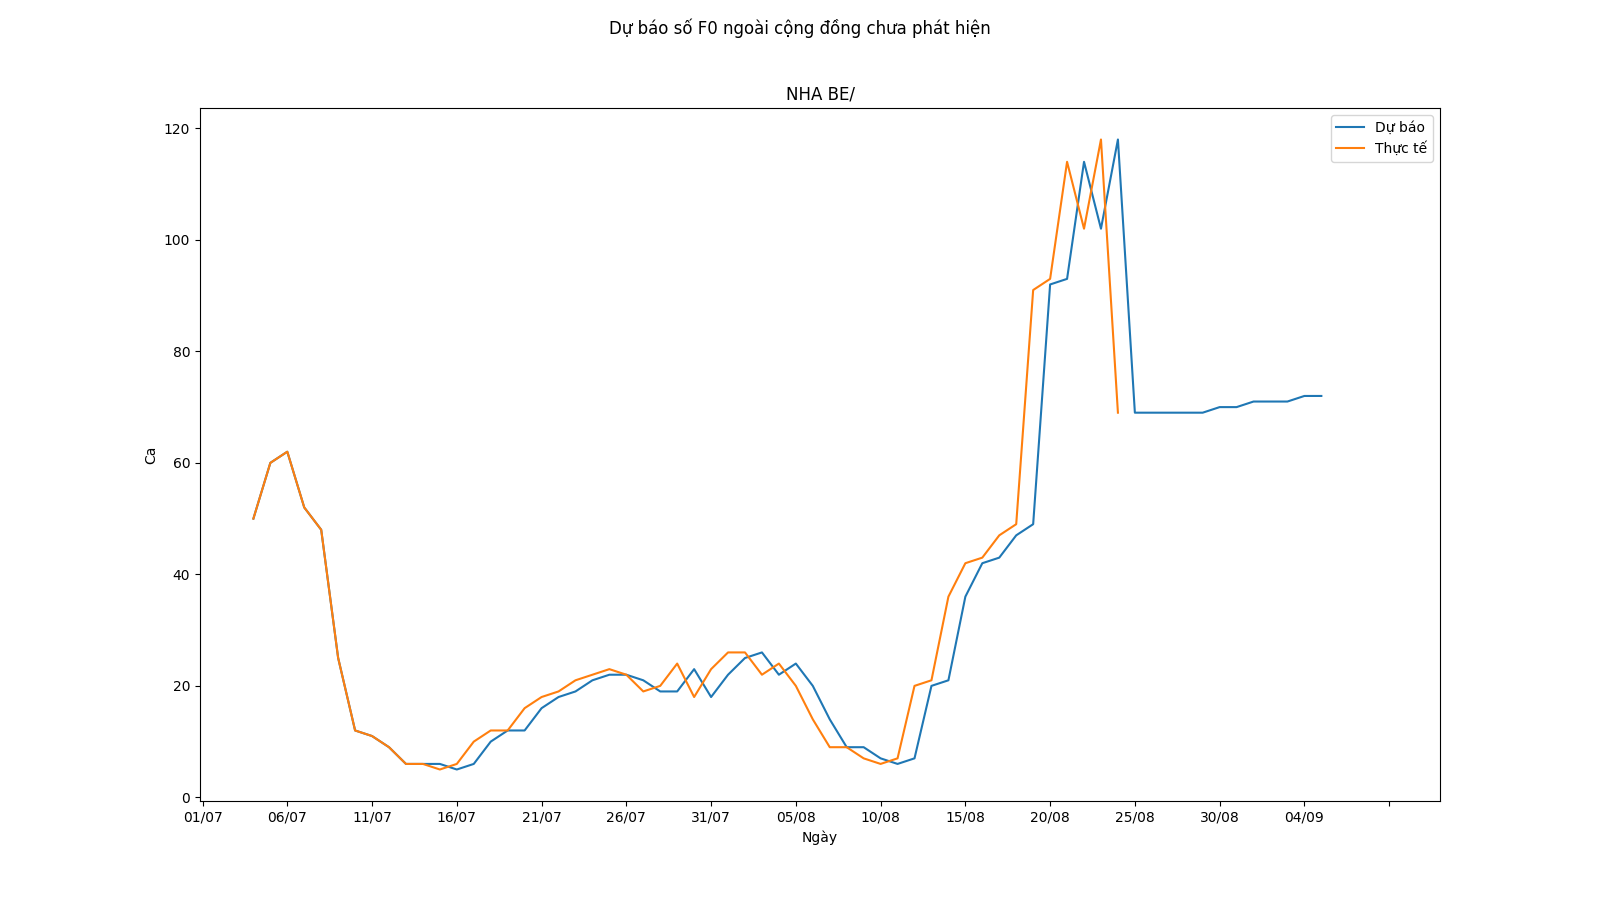 Dự báo số F0 ngoài cộng đồng chưa phát hiện
NHA BE/
Dự báo
Thực tế
120
100
80
60
40
20
0
Ca
01/07 06/07 11/07 16/07 21/07 26/07 31/07 05/08 10/08 15/08 20/08 25/08 30/08 04/09
Ngày